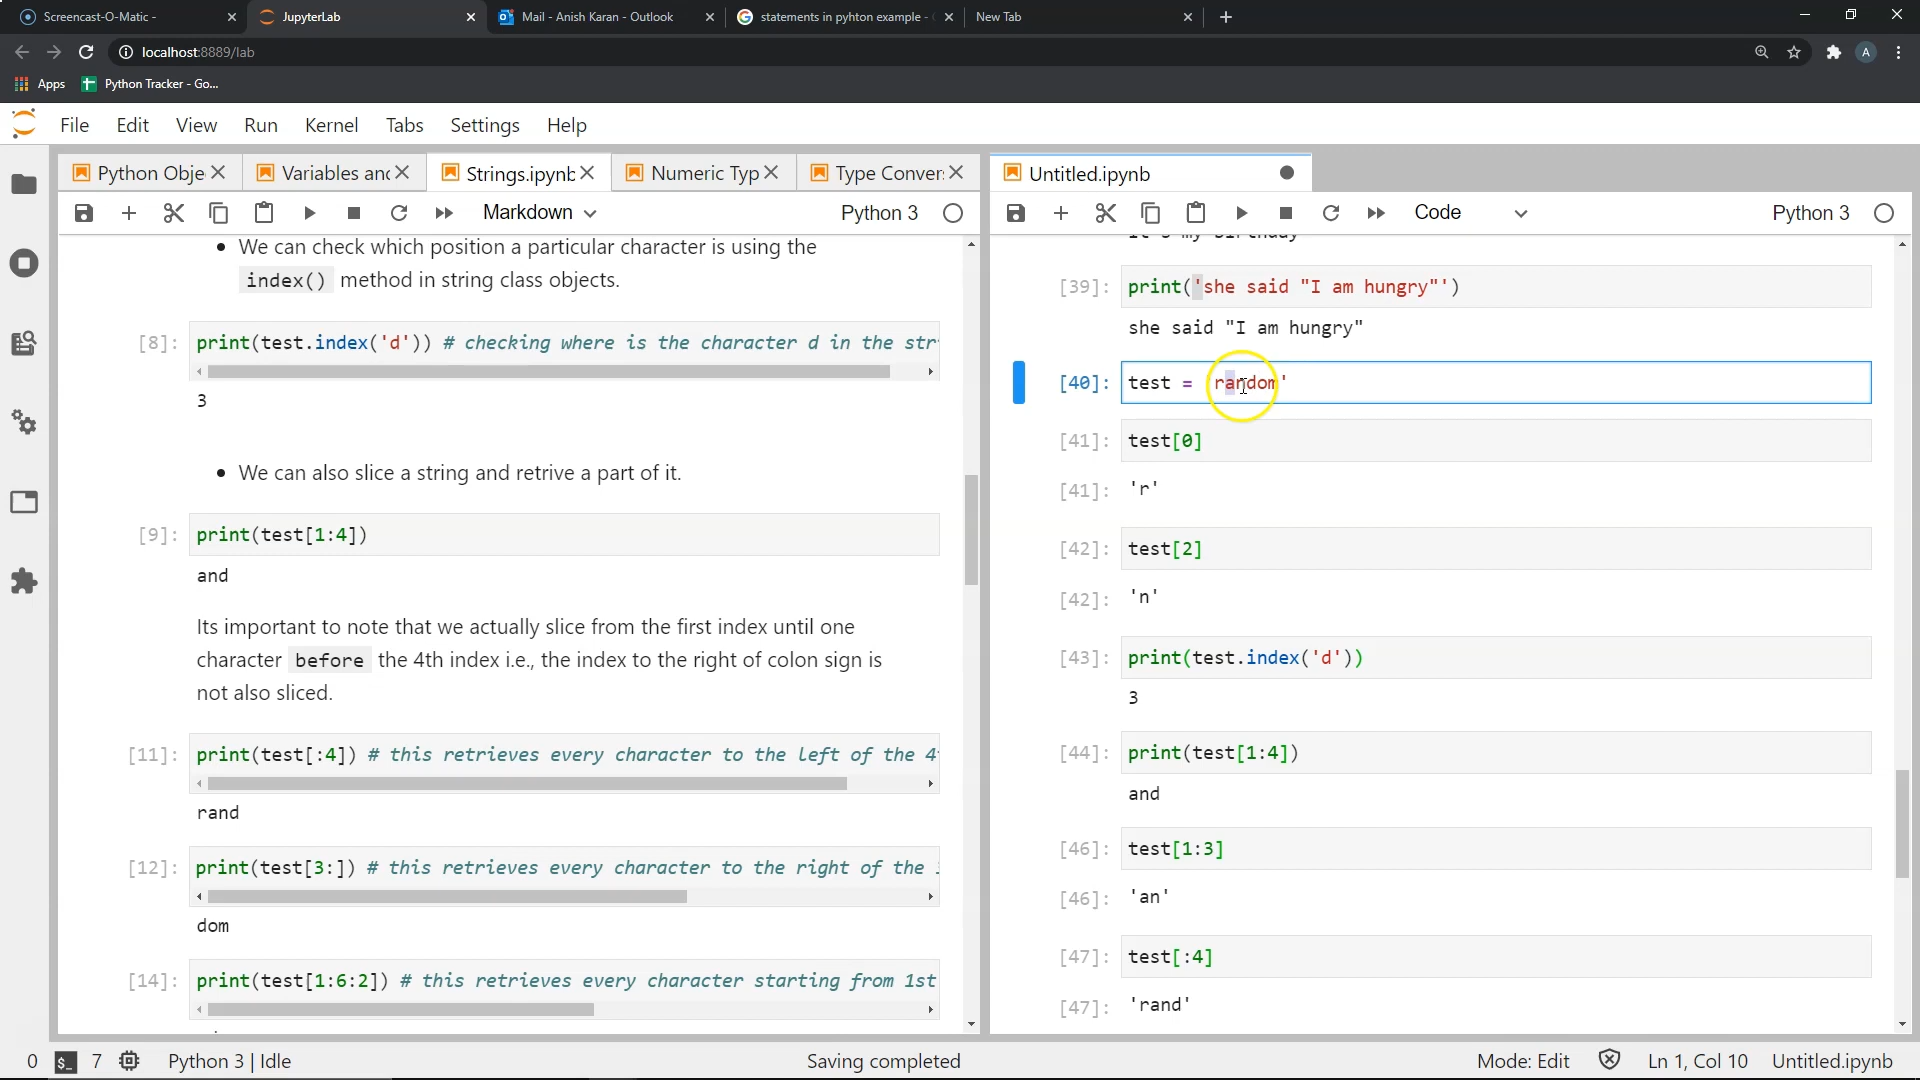 Screencast-O-Matic -
JupyterLab
Mail - Anish Karan - Outlook
statements in pyhton example -
New Tab
localhost:8889/lab
A
Apps
Python Tracker - Go...
File Edit View Run Kernel Tabs Settings Help
Python Obje
Variables and
Strings.ipynb
Numeric Typ
Type Conver
Untitled.ipynb
Markdown
Python 3
Code
Python 3
We can check which position a particular character is using the
index() method in string class objects.
[8]: print(test.index('d')) # checking where is the character d in the str
3
We can also slice a string and retrive a part of it.
[9]: print(test[1:4])
and
Its important to note that we actually slice from the first index until one
character before the 4th index i.e., the index to the right of colon sign is
not also sliced.
[11]: print(test[:4]) # this retrieves every character to the left of the 4
rand
[12]: print(test[3:]) # this retrieves every character to the right of the
dom
[14]: print(test[1:6:2]) # this retrieves every character starting from 1st
it's my birthday
[39]: print('she said "I am hungry"')
she said "I am hungry"
[40]: test = 'random'
[41]: test[0]
[41]: 'r'
[42]: test[2]
[42]: 'n'
[43]: print(test.index('d'))
3
[44]: print(test[1:4])
and
[46]: test[1:3]
[46]: 'an'
[47]: test[:4]
[47]: 'rand'
0 $_ 7 Python 3 | Idle
Saving completed
Mode: Edit Ln 1, Col 10 Untitled.ipynb